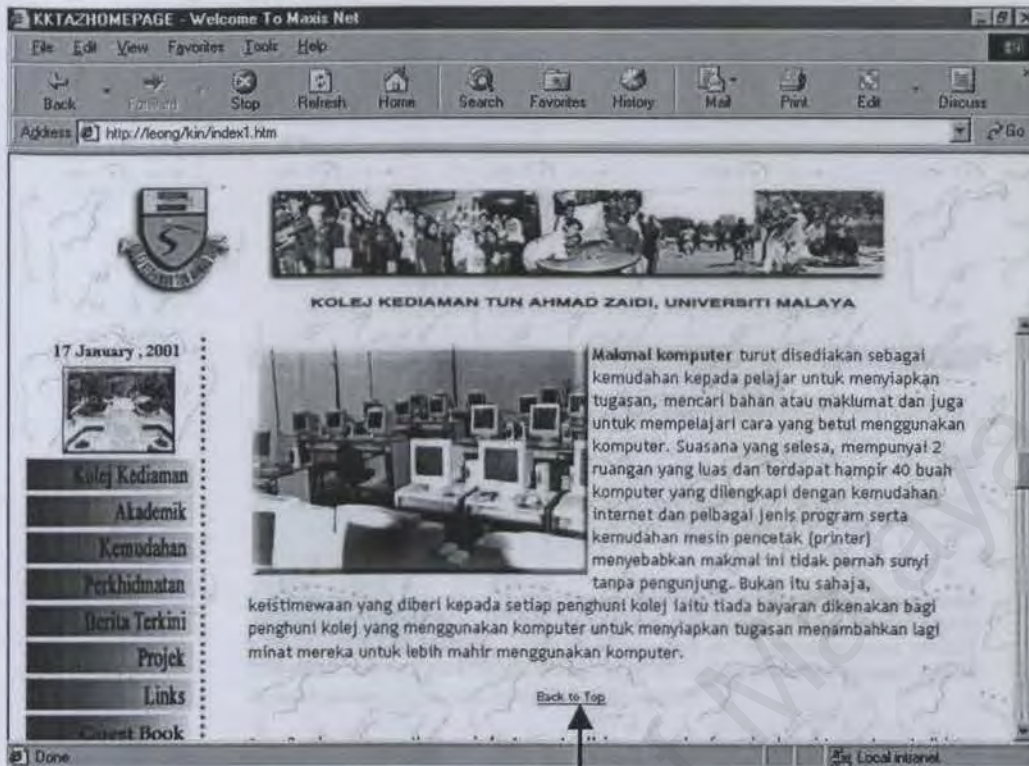 KKTAZHOMEPAGE - Welcome To Maxis Net
File Edit View Favorites Tools Help
Back Forward Stop Refresh Home Search Favorites History Mail Print Edit Discuss
Address http://leong/kin/index1.htm Go
KOLEJ KEDIAMAN TUN AHMAD ZAIDI, UNIVERSITI MALAYA
17 January , 2001
Kolej Kediaman
Akademik
Kemudahan
Perkhidmatan
Berita Terkini
Projek
Links
Guest Book
Makmal komputer turut disediakan sebagai
kemudahan kepada pelajar untuk menyiapkan
tugasan, mencari bahan atau maklumat dan juga
untuk mempelajari cara yang betul menggunakan
komputer. Suasana yang selesa, mempunyai 2
ruangan yang luas dan terdapat hampir 40 buah
komputer yang dilengkapi dengan kemudahan
internet dan pelbagai jenis program serta
kemudahan mesin pencetak (printer)
menyebabkan makmal ini tidak pernah sunyi
tanpa pengunjung. Bukan itu sahaja,
keistimewaan yang diberi kepada setiap penghuni kolej iaitu tiada bayaran dikenakan bagi
penghuni kolej yang menggunakan komputer untuk menyiapkan tugasan menambahkan lagi
minat mereka untuk lebih mahir menggunakan komputer.
Back to Top
Done Local intranet